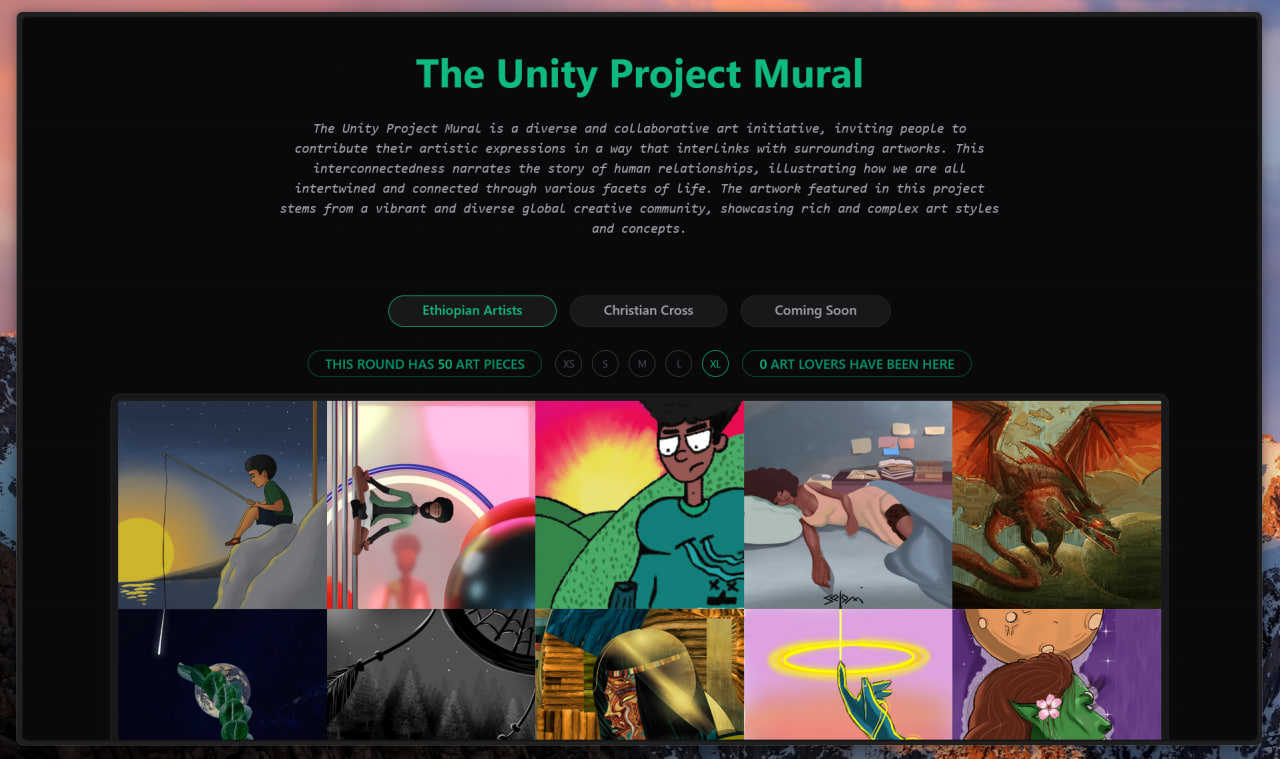 The Unity Project Mural
The Unity Project Mural is a diverse and collaborative art initiative, inviting people to
contribute their artistic expressions in a way that interlinks with surrounding artworks. This
interconnectedness narrates the story of human relationships, illustrating how we are all
intertwined and connected through various facets of life. The artwork featured in this project
stems from a vibrant and diverse global creative community, showcasing rich and complex art styles
and concepts.
Ethiopian Artists
Christian Cross
Coming Soon
THIS ROUND HAS 50 ART PIECES
XS
S
M
L
XL
0 ART LOVERS HAVE BEEN HERE